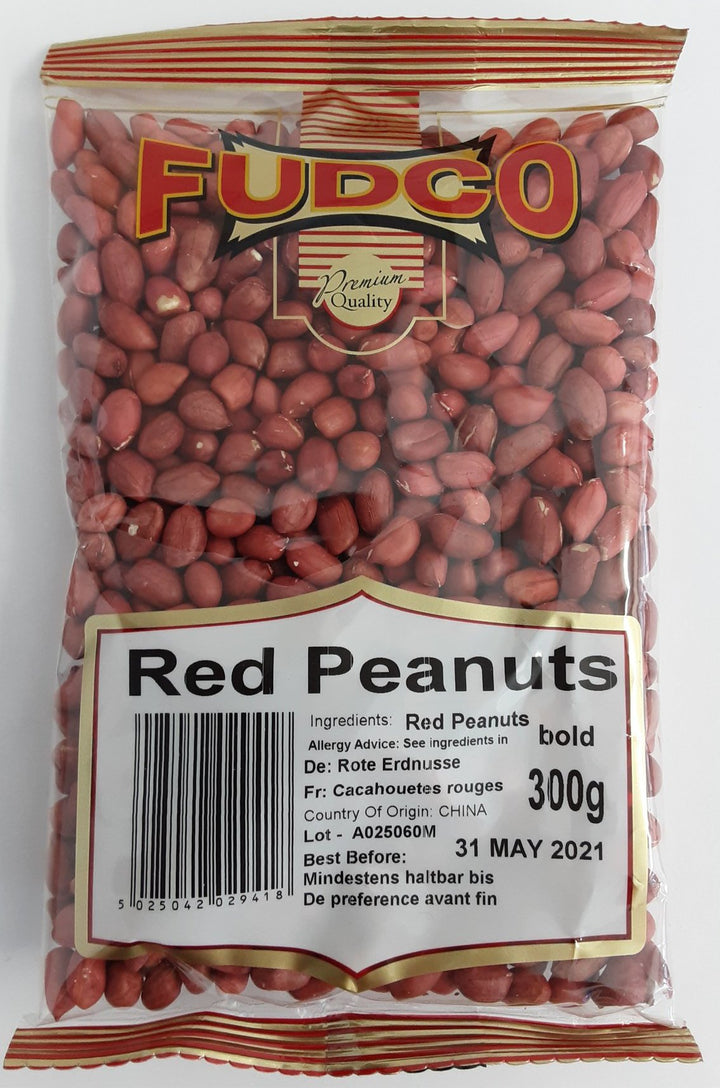 FUDCO
Premium
Quality
Red Peanuts
Ingredients: Red Peanuts
Allergy Advice: See ingredients in bold
De: Rote Erdnusse
Fr: Cacahouetes rouges
300g
Country Of Origin: CHINA
Lot - A025060M
Best Before: 31 MAY 2021
Mindestens haltbar bis
De preference avant fin
5 025042 029418